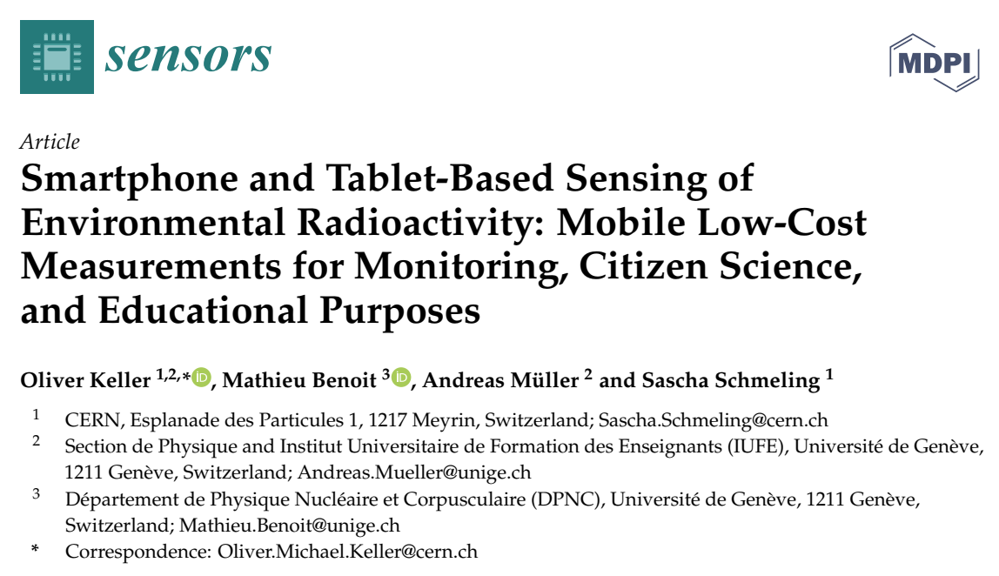 sensors
MDPI
Article
Smartphone and Tablet-Based Sensing of
Environmental Radioactivity: Mobile Low-Cost
Measurements for Monitoring, Citizen Science,
and Educational Purposes
Oliver Keller 1,2,* iD, Mathieu Benoit 3 iD, Andreas Müller 2 and Sascha Schmeling 1
1 CERN, Esplanade des Particules 1, 1217 Meyrin, Switzerland; Sascha.Schmeling@cern.ch
2 Section de Physique and Institut Universitaire de Formation des Enseignants (IUFE), Université de Genève,
1211 Genève, Switzerland; Andreas.Mueller@unige.ch
3 Département de Physique Nucléaire et Corpusculaire (DPNC), Université de Genève, 1211 Genève,
Switzerland; Mathieu.Benoit@unige.ch
* Correspondence: Oliver.Michael.Keller@cern.ch